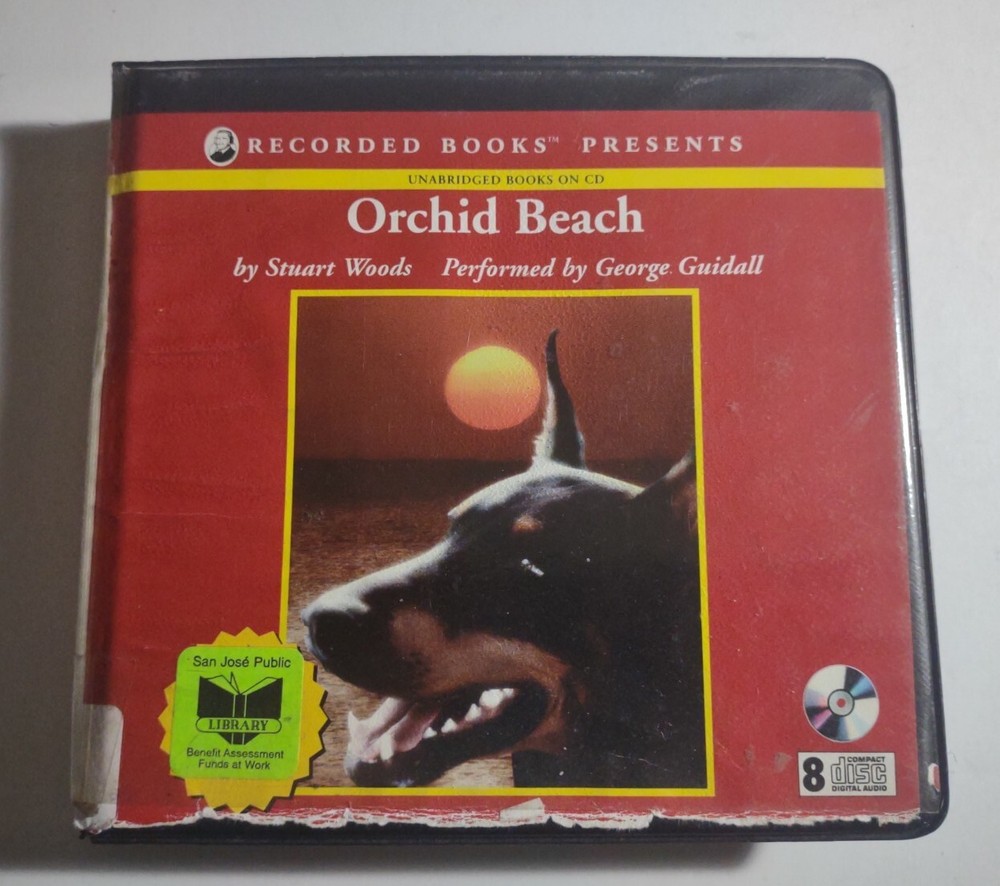 RECORDED BOOKS™ PRESENTS
UNABRIDGED BOOKS ON CD
Orchid Beach
by Stuart Woods Performed by George Guidall
San José Public
LIBRARY
Benefit Assessment
Funds at Work
8 COMPACT
disc
DIGITAL AUDIO